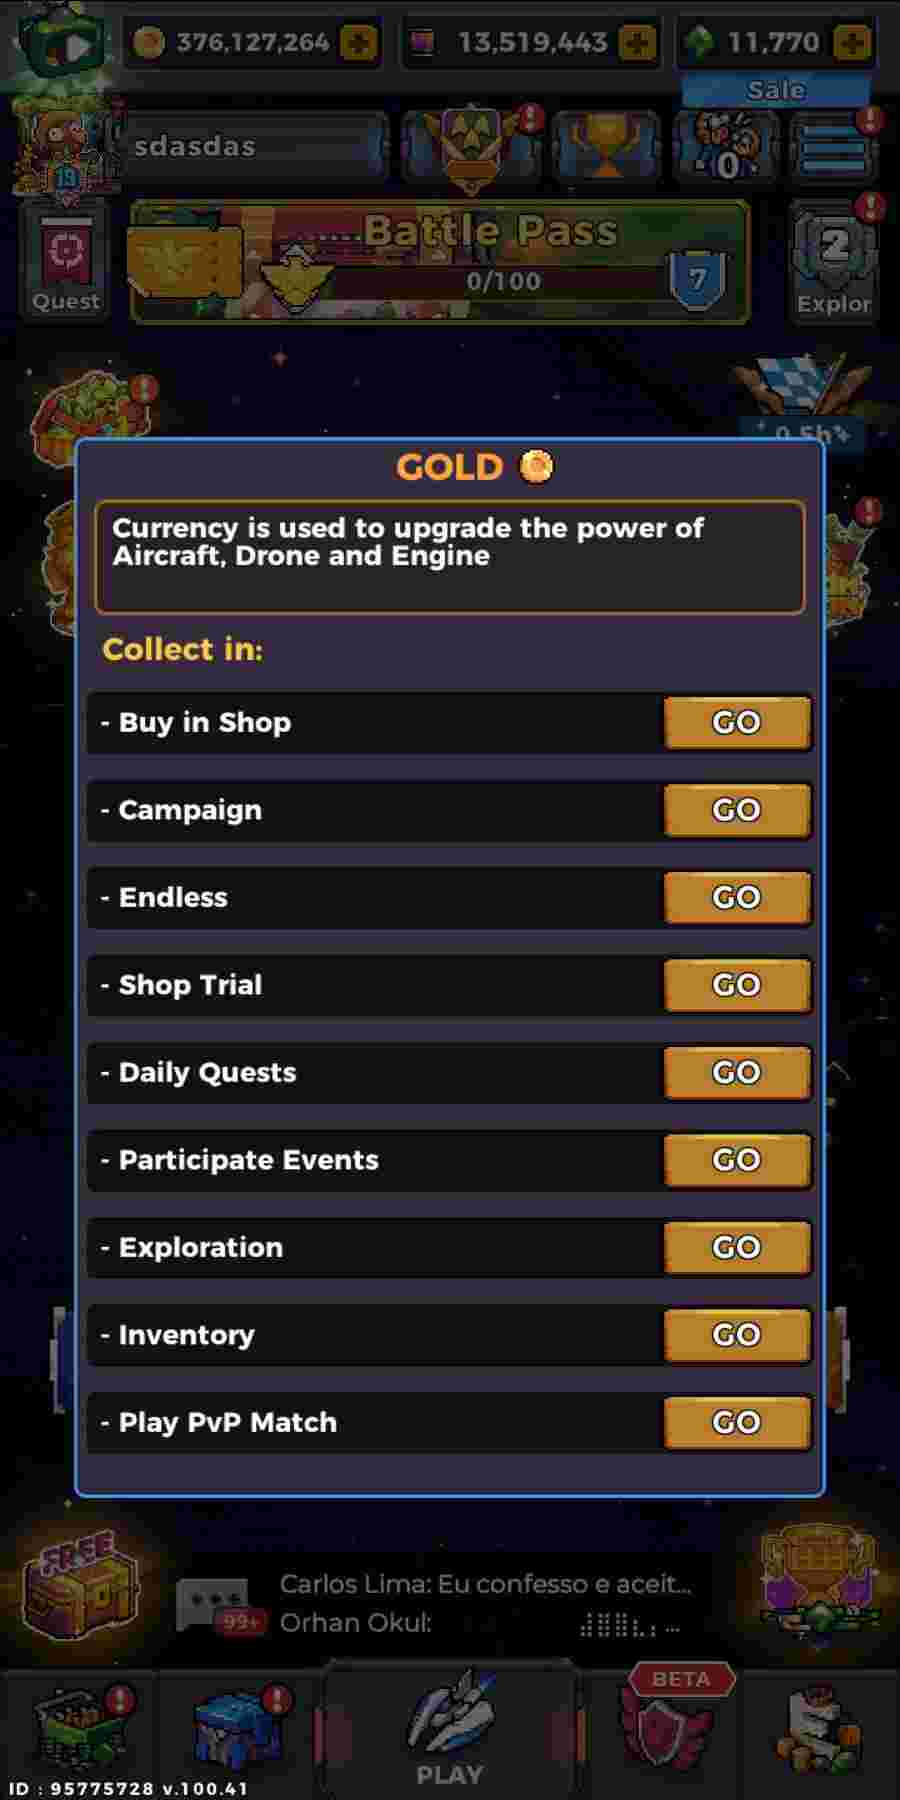 376,127,264
13,519,443
11,770
Sale
sdasdas
0
19
Battle Pass
0/100
7
Quest
2
Explor
0.5h
GOLD
Currency is used to upgrade the power of
Aircraft, Drone and Engine
Collect in:
- Buy in Shop GO
- Campaign GO
- Endless GO
- Shop Trial GO
- Daily Quests GO
- Participate Events GO
- Exploration GO
- Inventory GO
- Play PvP Match GO
FREE
99+
Carlos Lima: Eu confesso e aceit...
Orhan Okul:
BETA
PLAY
ID : 95775728 v.100.41